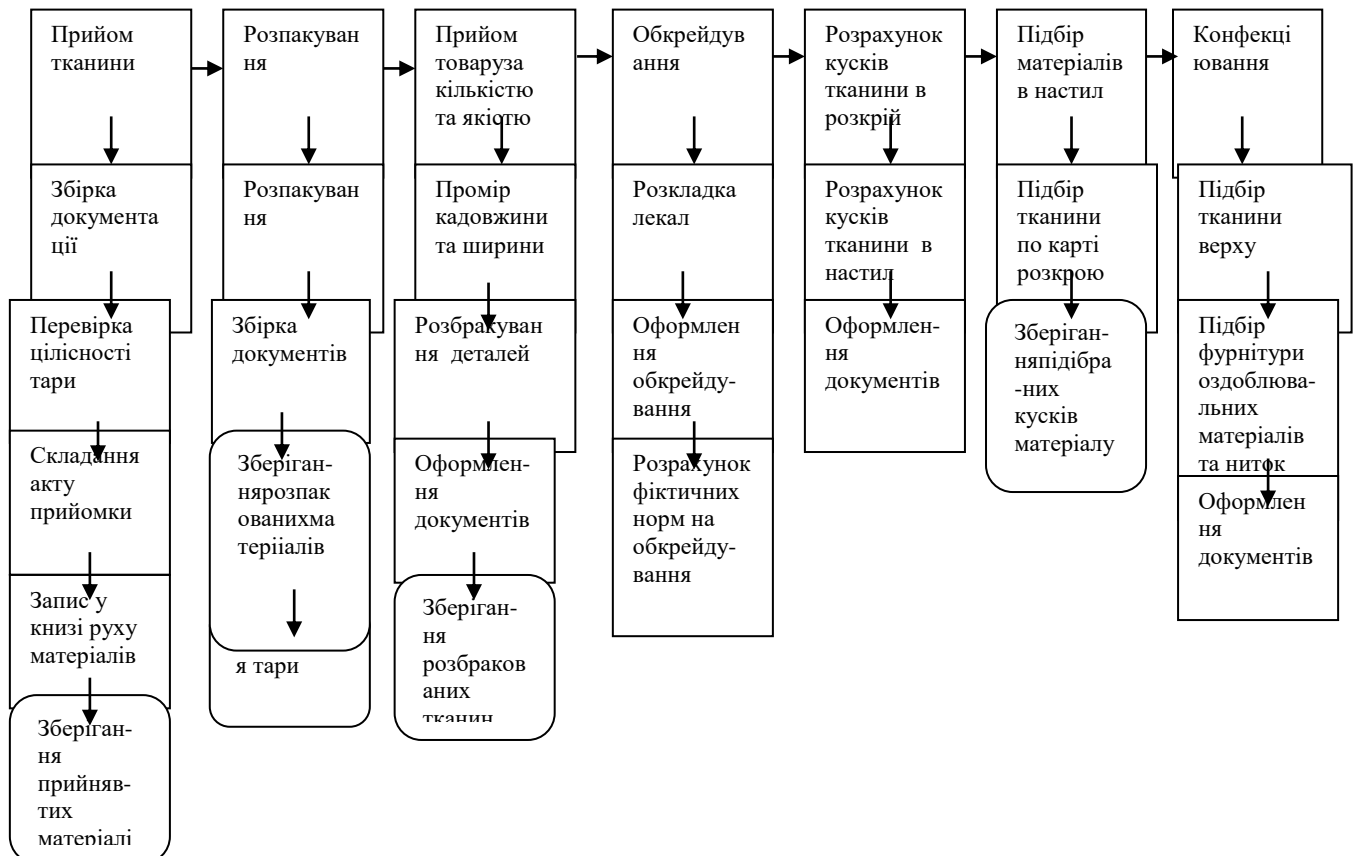 Прийом
тканини
Розпакуван
ня
Прийом
товаруза
кількістю
та якістю
Обкрейдув
ання
Розрахунок
кусків
тканини в
розкрій
Підбір
матеріалів
в настил
Конфекці
ювання
Збірка
документа
ції
Розпакуван
ня
Промір
кадовжини
та ширини
Розкладка
лекал
Розрахунок
кусків
тканини в
настил
Підбір
тканини
по карті
розкрою
Підбір
тканини
верху
Перевірка
цілісності
тари
Збірка
документів
Розбракуван
ня деталей
Оформлен
ня
обкрейду-
вання
Оформлен-
ня
документів
Зберіган-
няпідібра
-них
кусків
матеріалу
Підбір
фурнітури
оздоблюва-
льних
матеріалів
та ниток
Складання
акту
прийомки
Зберіган-
нярозпак
ованихма
терііалів
Оформлен-
ня
документів
Розрахунок
фіктичних
норм на
обкрейду-
вання
Оформлен
ня
документів
Запис у
книзі руху
матеріалів
я тари
Зберіган-
ня
розбраков
аних
тканин
Зберіган-
ня
прийняв-
тих
матеріалі